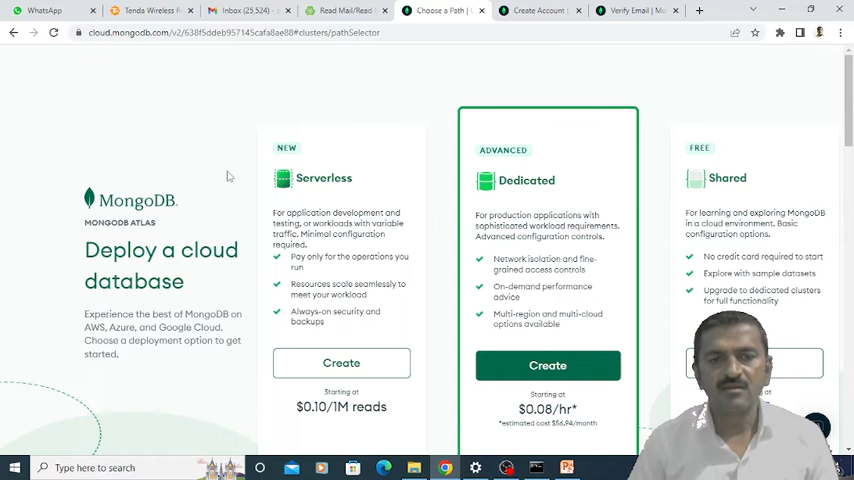 WhatsApp
Tenda Wireless R
Inbox (25,524) -
Read Mail/Read
Choose a Path | C
Create Account |
Verify Email | Mo
cloud.mongodb.com/v2/638f5ddeb957145cafa8ae88#clusters/pathSelector
MongoDB.
MONGODB ATLAS
Deploy a cloud
database
Experience the best of MongoDB on
AWS, Azure, and Google Cloud.
Choose a deployment option to get
started.
NEW
Serverless
For application development and
testing, or workloads with variable
traffic. Minimal configuration
required.
Pay only for the operations you
run
Resources scale seamlessly to
meet your workload
Always-on security and
backups
Create
Starting at
$0.10/1M reads
ADVANCED
Dedicated
For production applications with
sophisticated workload requirements.
Advanced configuration controls.
Network isolation and fine-
grained access controls
On-demand performance
advice
Multi-region and multi-cloud
options available
Create
Starting at
$0.08/hr*
*estimated cost $56.94/month
FREE
Shared
For learning and exploring MongoDB
in a cloud environment. Basic
configuration options.
No credit card required to start
Explore with sample datasets
Upgrade to dedicated clusters
for full functionality
Type here to search